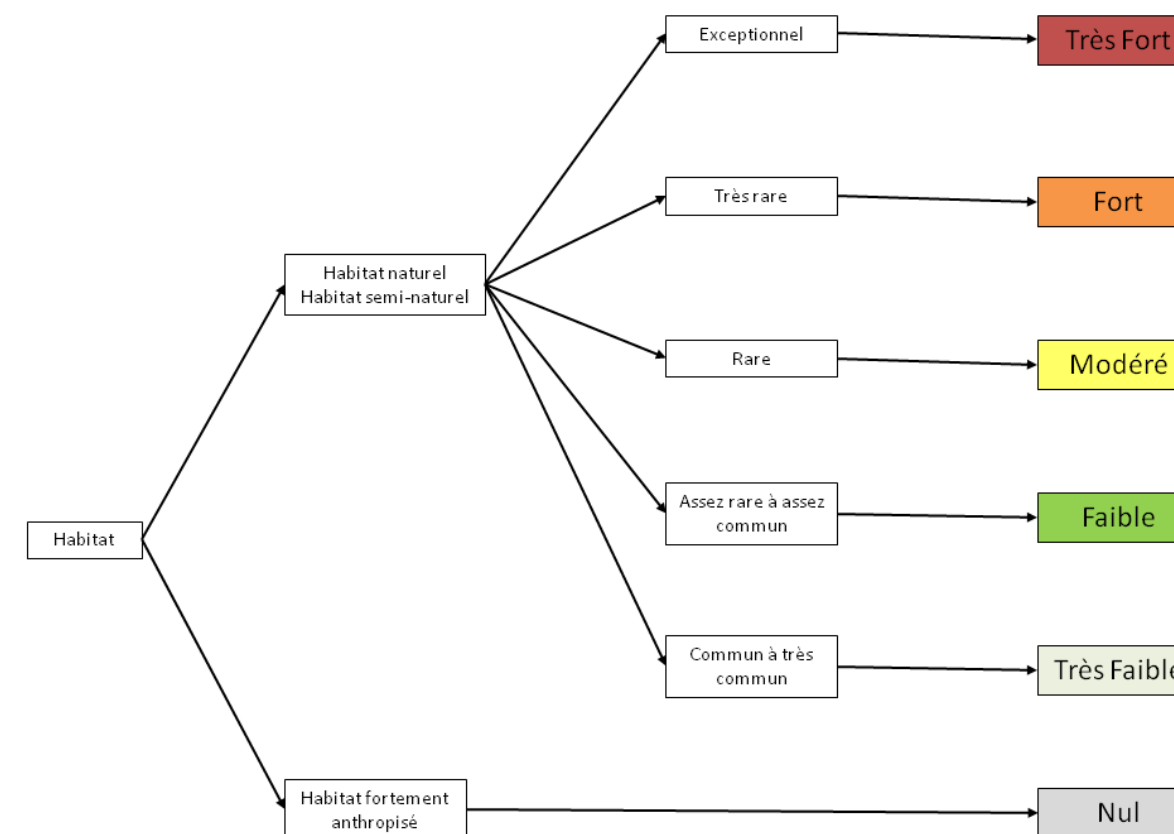 Exceptionnel
Très Fort
Très rare
Fort
Habitat naturel
Habitat semi-naturel
Rare
Modéré
Assez rare à assez
commun
Faible
Habitat
Commun à très
commun
Très Faible
Habitat fortement
anthropisé
Nul